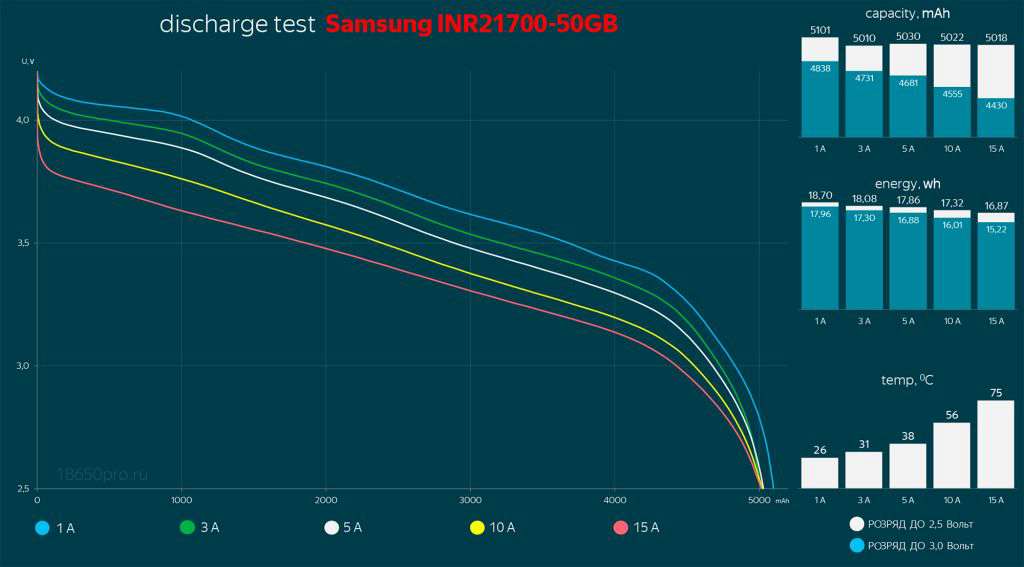 discharge test Samsung INR21700-50GB
U, v
4,0
3,5
3,0
2,5
18650pro.ru
0 1000 2000 3000 4000 5000 mAh
1 A 3 A 5 A 10 A 15 A
capacity, mAh
5101 5010 5030 5022 5018
4838 4731 4681 4555 4430
1 A 3 A 5 A 10 A 15 A
energy, wh
18,70 18,08 17,86 17,32 16,87
17,96 17,30 16,88 16,01 15,22
1 A 3 A 5 A 10 A 15 A
temp, ⁰C
26 31 38 56 75
1 A 3 A 5 A 10 A 15 A
РОЗРЯД ДО 2,5 Вольт
РОЗРЯД ДО 3,0 Вольт